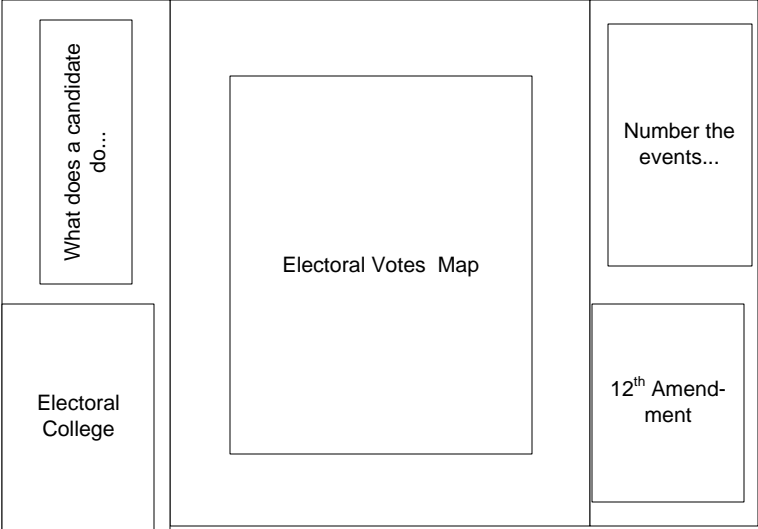 What does a candidate
do...
Electoral
College
Electoral Votes  Map
Number the
events...
12th Amend-
ment